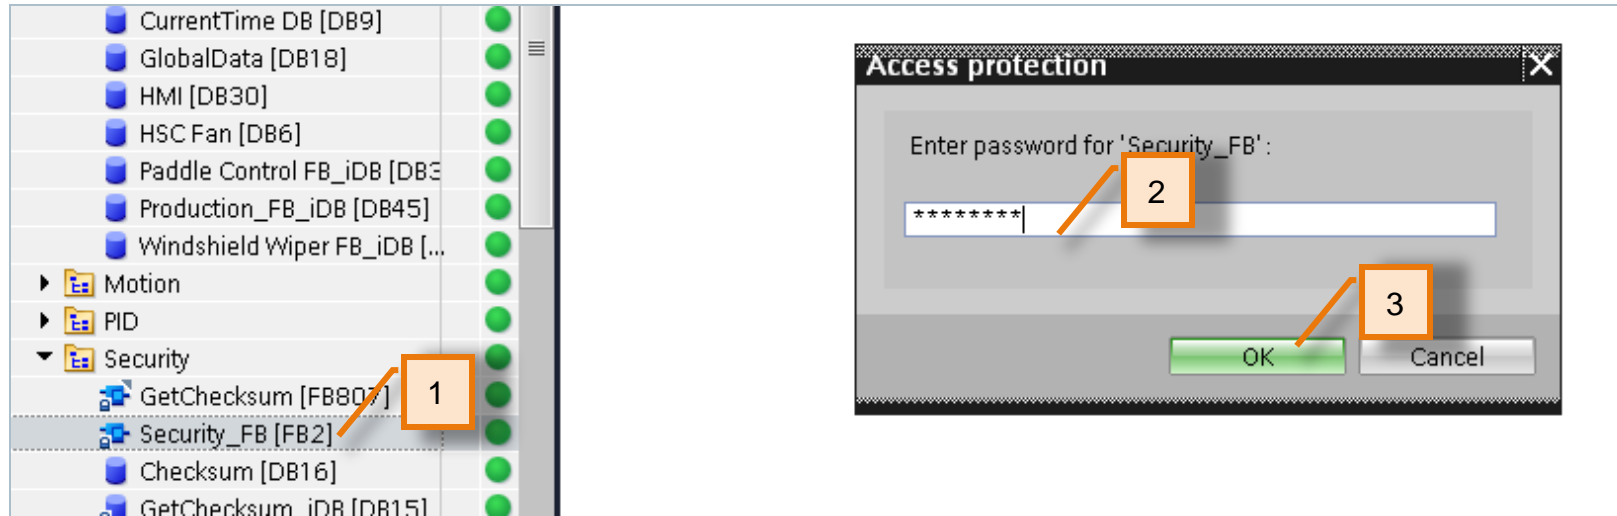 CurrentTime DB [DB9]
GlobalData [DB18]
HMI [DB30]
HSC Fan [DB6]
Paddle Control FB_iDB [DB3
Production_FB_iDB [DB45]
Windshield Wiper FB_iDB [...
Motion
PID
Security
GetChecksum [FB807]
1
Security_FB [FB2]
Checksum [DB16]
GetChecksum_iDB [DB15]
Access protection
Enter password for 'Security_FB' :
2
********
3
OK
Cancel